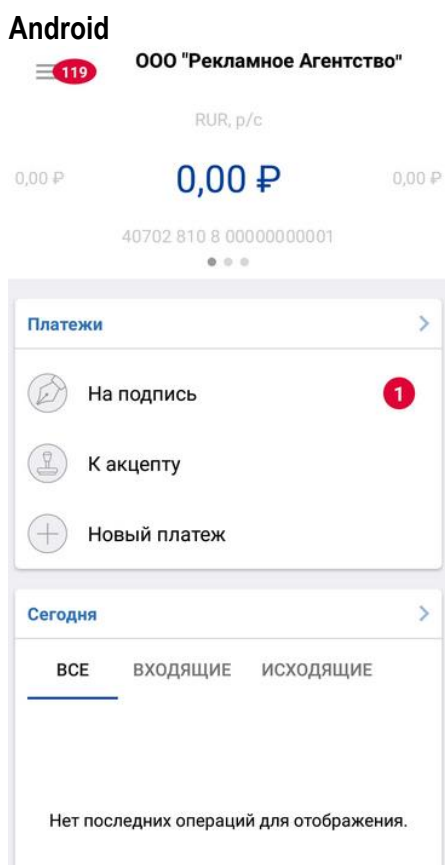 Android
119
ООО "Рекламное Агентство"
RUR, р/с
0,00 ₽
0,00 ₽
0,00 ₽
40702 810 8 00000000001
Платежи
На подпись
1
К акцепту
Новый платеж
Сегодня
ВСЕ ВХОДЯЩИЕ ИСХОДЯЩИЕ
Нет последних операций для отображения.